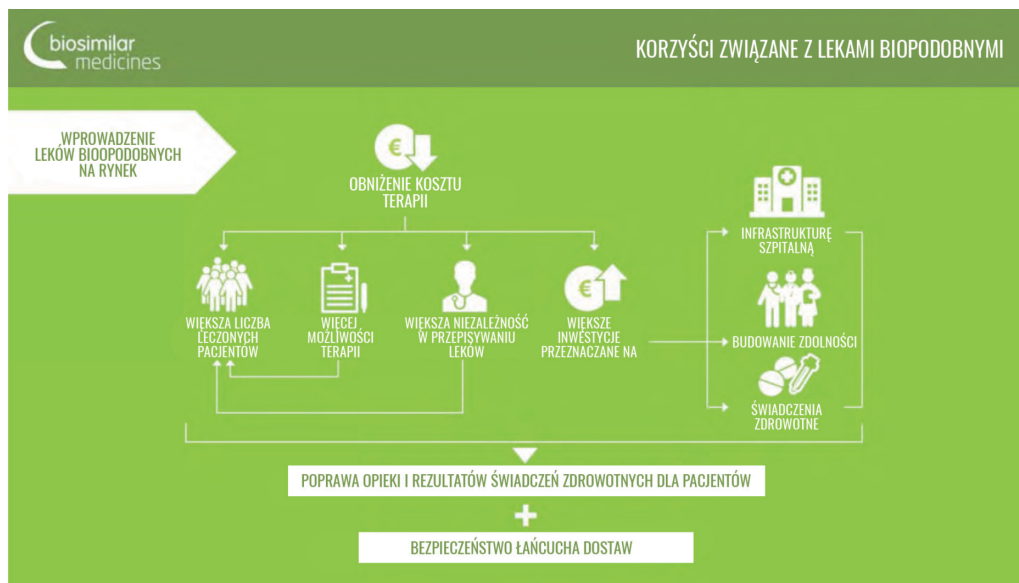 biosimilar
medicines
KORZYŚCI ZWIĄZANE Z LEKAMI BIOPODOBNYMI
WPROWADZENIE
LEKÓW BIOOPODOBNYCH
NA RYNEK
€
OBNIŻENIE KOSZTU
TERAPII
WIĘKSZA LICZBA
LECZONYCH
PACJENTÓW
WIĘCEJ
MOŻLIWOŚCI
TERAPII
WIĘKSZA NIEZALEŻNOŚĆ
W PRZEPISYWANIU
LEKÓW
€
WIĘKSZE
INWESTYCJE
PRZEZNACZANE NA
INFRASTRUKTURĘ
SZPITALNĄ
BUDOWANIE ZDOLNOŚCI
ŚWIADCZENIA
ZDROWOTNE
POPRAWA OPIEKI I REZULTATÓW ŚWIADCZEŃ ZDROWOTNYCH DLA PACJENTÓW
+
BEZPIECZEŃSTWO ŁAŃCUCHA DOSTAW